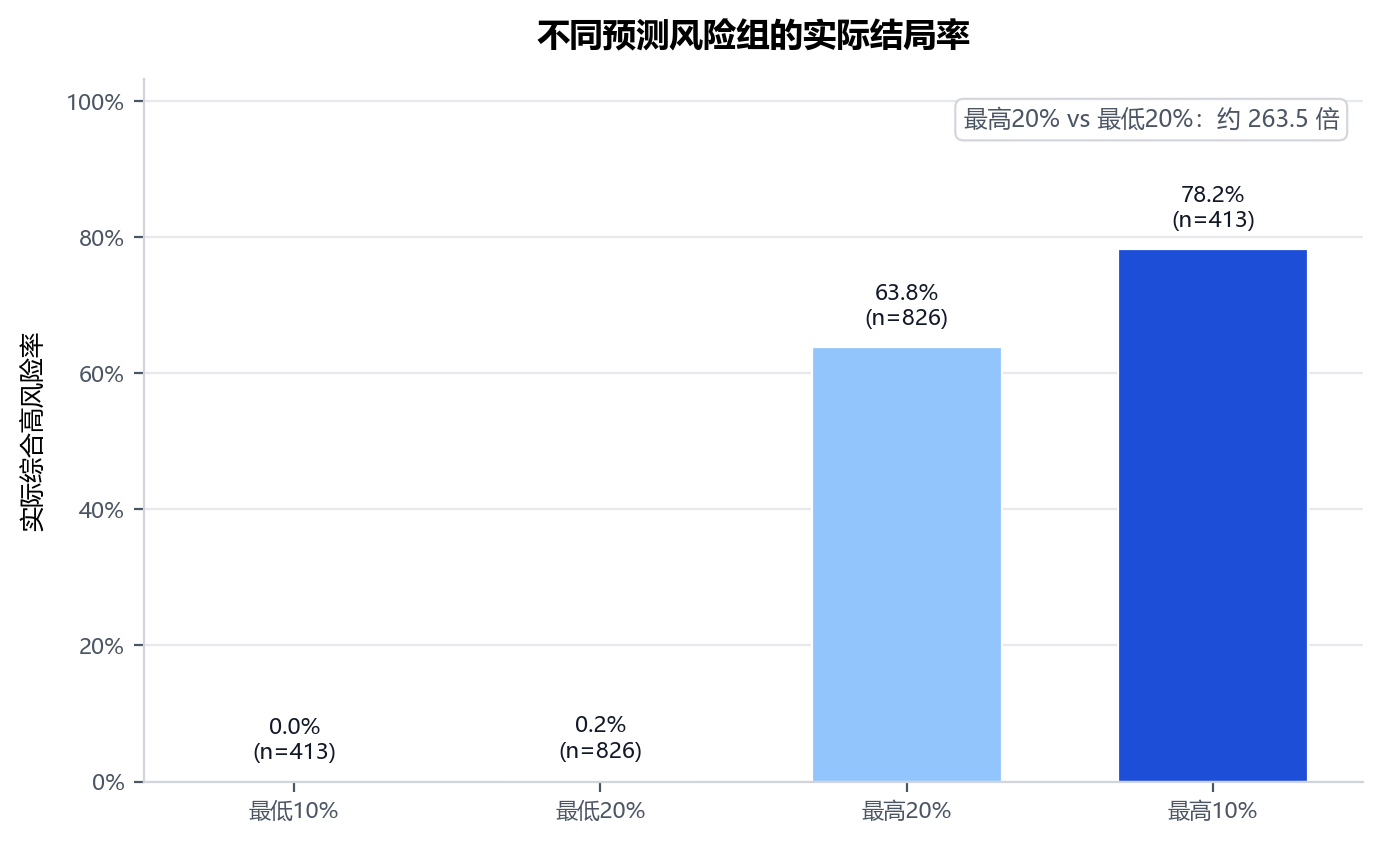 不同预测风险组的实际结局率
最高20% vs 最低20%：约 263.5 倍
实际综合高风险率
100%
80%
60%
40%
20%
0%
0.0%
(n=413)
0.2%
(n=826)
63.8%
(n=826)
78.2%
(n=413)
最低10%
最低20%
最高20%
最高10%